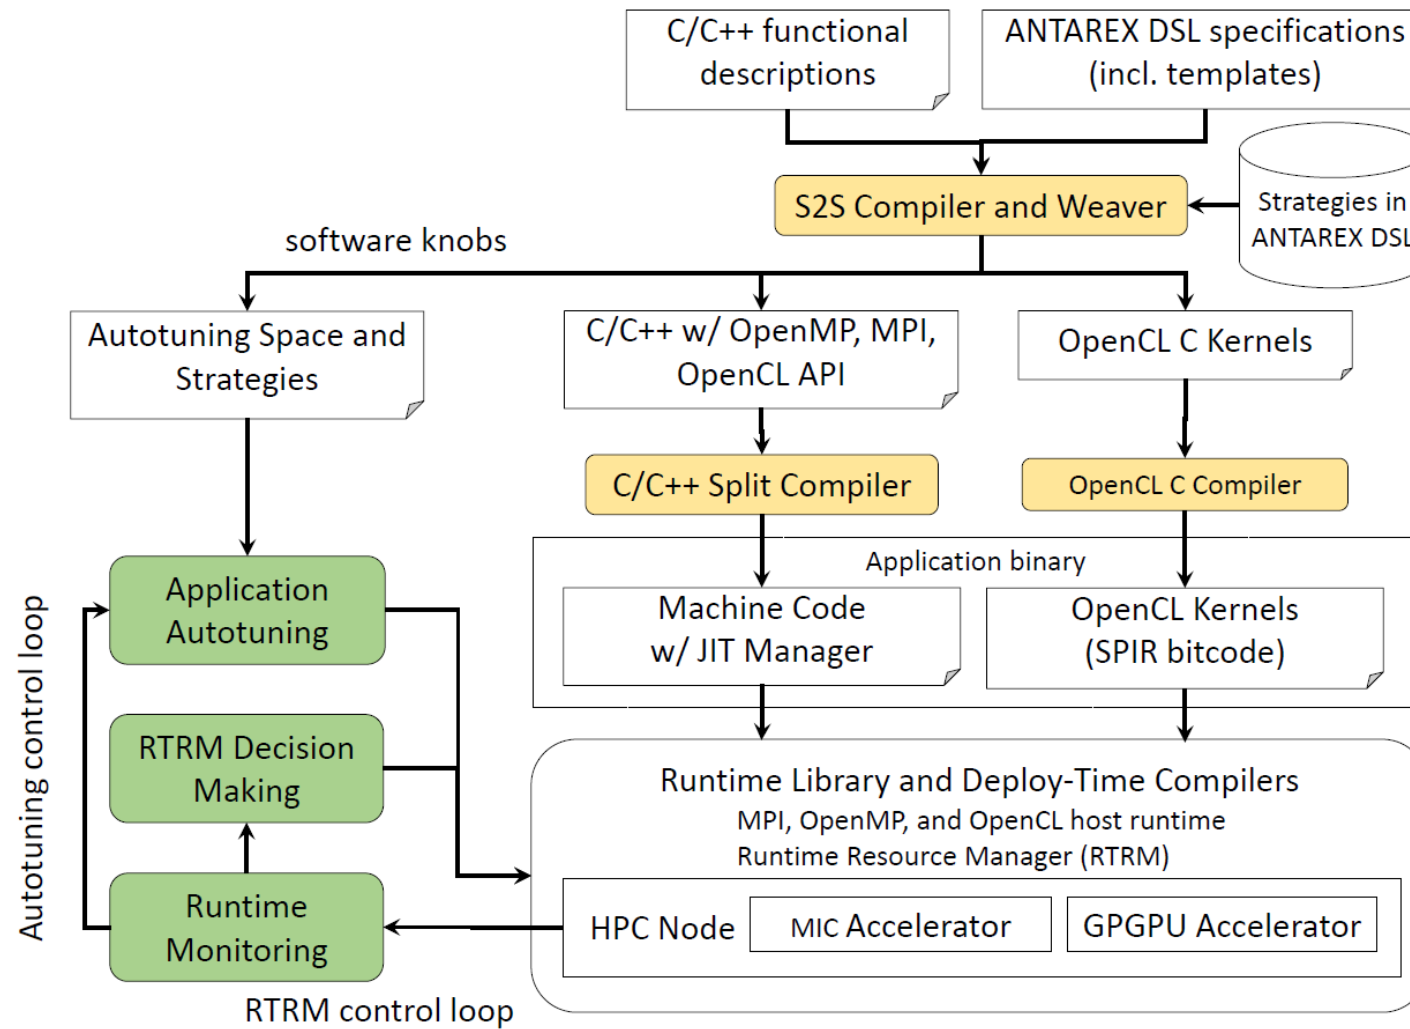 C/C++ functional
descriptions
ANTAREX DSL specifications
(incl. templates)
S2S Compiler and Weaver
Strategies in
ANTAREX DSL
software knobs
Autotuning Space and
Strategies
C/C++ w/ OpenMP, MPI,
OpenCL API
OpenCL C Kernels
C/C++ Split Compiler
OpenCL C Compiler
Application binary
Application
Autotuning
Machine Code
w/ JIT Manager
OpenCL Kernels
(SPIR bitcode)
Autotuning control loop
RTRM Decision
Making
Runtime Library and Deploy-Time Compilers
MPI, OpenMP, and OpenCL host runtime
Runtime Resource Manager (RTRM)
Runtime
Monitoring
HPC Node
MIC Accelerator
GPGPU Accelerator
RTRM control loop